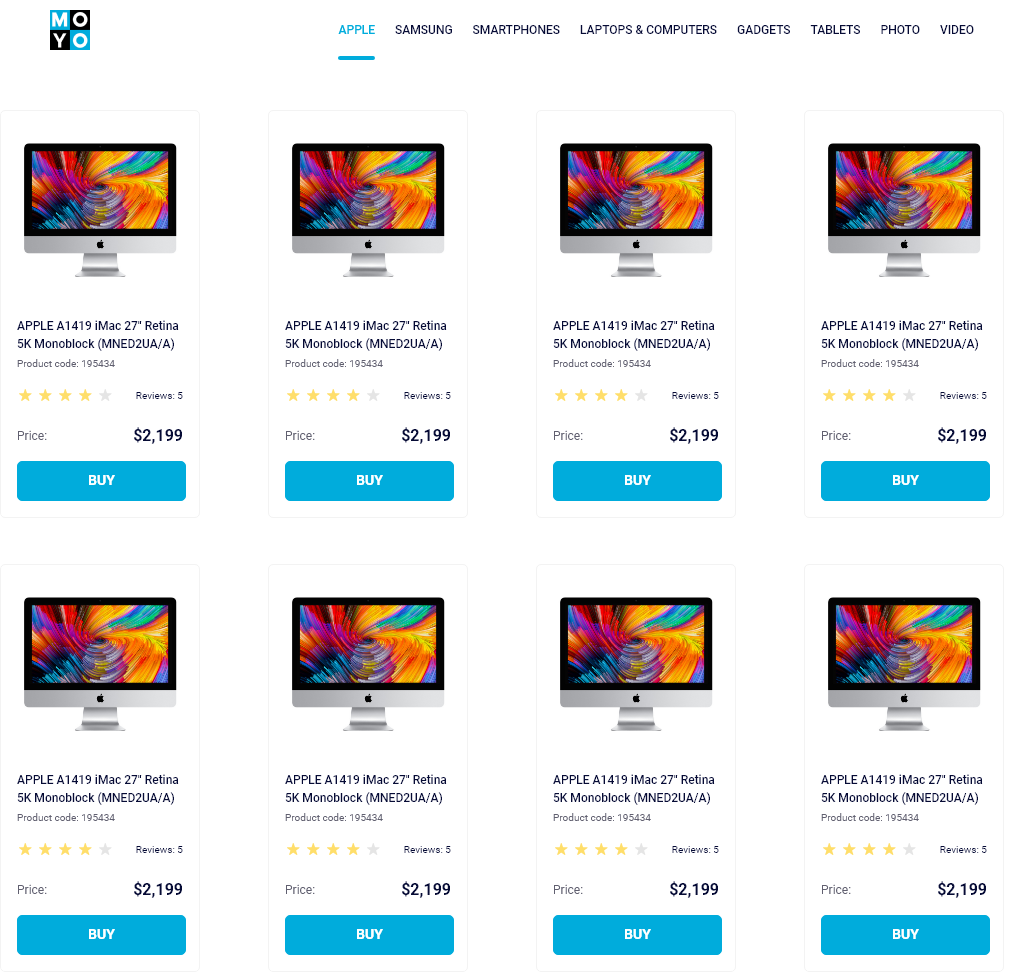 MO
YO
APPLE SAMSUNG SMARTPHONES LAPTOPS & COMPUTERS GADGETS TABLETS PHOTO VIDEO
APPLE A1419 iMac 27" Retina
5K Monoblock (MNED2UA/A)
Product code: 195434
Reviews: 5
Price: $2,199
BUY
APPLE A1419 iMac 27" Retina
5K Monoblock (MNED2UA/A)
Product code: 195434
Reviews: 5
Price: $2,199
BUY
APPLE A1419 iMac 27" Retina
5K Monoblock (MNED2UA/A)
Product code: 195434
Reviews: 5
Price: $2,199
BUY
APPLE A1419 iMac 27" Retina
5K Monoblock (MNED2UA/A)
Product code: 195434
Reviews: 5
Price: $2,199
BUY
APPLE A1419 iMac 27" Retina
5K Monoblock (MNED2UA/A)
Product code: 195434
Reviews: 5
Price: $2,199
BUY
APPLE A1419 iMac 27" Retina
5K Monoblock (MNED2UA/A)
Product code: 195434
Reviews: 5
Price: $2,199
BUY
APPLE A1419 iMac 27" Retina
5K Monoblock (MNED2UA/A)
Product code: 195434
Reviews: 5
Price: $2,199
BUY
APPLE A1419 iMac 27" Retina
5K Monoblock (MNED2UA/A)
Product code: 195434
Reviews: 5
Price: $2,199
BUY